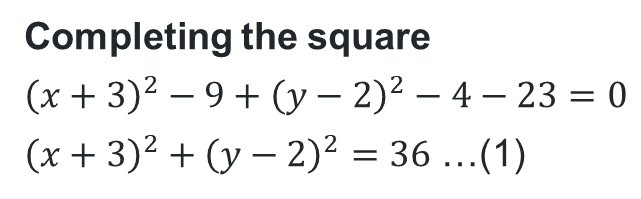 Completing the square
(x + 3)² − 9 + (y − 2)² − 4 − 23 = 0
(x + 3)² + (y − 2)² = 36 …(1)